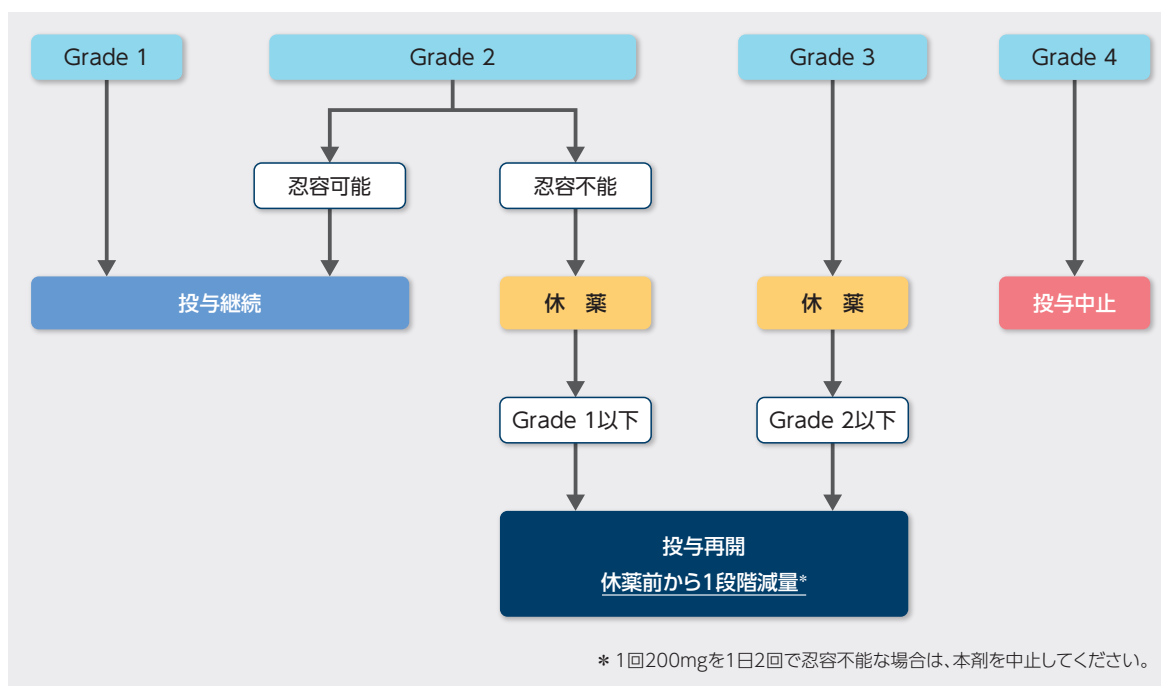 Grade 1
Grade 2
Grade 3
Grade 4
忍容可能
忍容不能
投与継続
休　薬
休　薬
投与中止
Grade 1以下
Grade 2以下
投与再開
休薬前から1段階減量*
* 1回200mgを1日2回で忍容不能な場合は、本剤を中止してください。